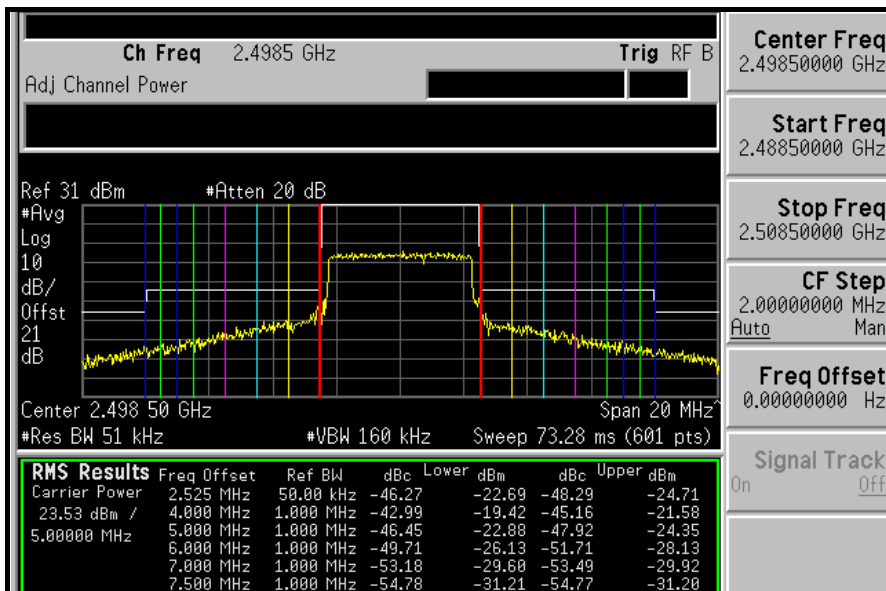 Ch Freq 2.4985 GHz Trig RF B
Adj Channel Power
Ref 31 dBm #Atten 20 dB
#Avg
Log
10
dB/
Offst
21
dB
Center 2.498 50 GHz Span 20 MHz^
#Res BW 51 kHz #VBW 160 kHz Sweep 73.28 ms (601 pts)
RMS Results Freq Offset Ref BW dBc Lower dBm dBc Upper dBm
Carrier Power 2.525 MHz 50.00 kHz -46.27 -22.69 -48.29 -24.71
23.53 dBm / 4.000 MHz 1.000 MHz -42.99 -19.42 -45.16 -21.58
5.00000 MHz 5.000 MHz 1.000 MHz -46.45 -22.88 -47.92 -24.35
6.000 MHz 1.000 MHz -49.71 -26.13 -51.71 -28.13
7.000 MHz 1.000 MHz -53.18 -29.60 -53.49 -29.92
7.500 MHz 1.000 MHz -54.78 -31.21 -54.77 -31.20
Center Freq
2.49850000 GHz
Start Freq
2.48850000 GHz
Stop Freq
2.50850000 GHz
CF Step
2.00000000 MHz
Auto Man
Freq Offset
0.00000000 Hz
Signal Track
On Off